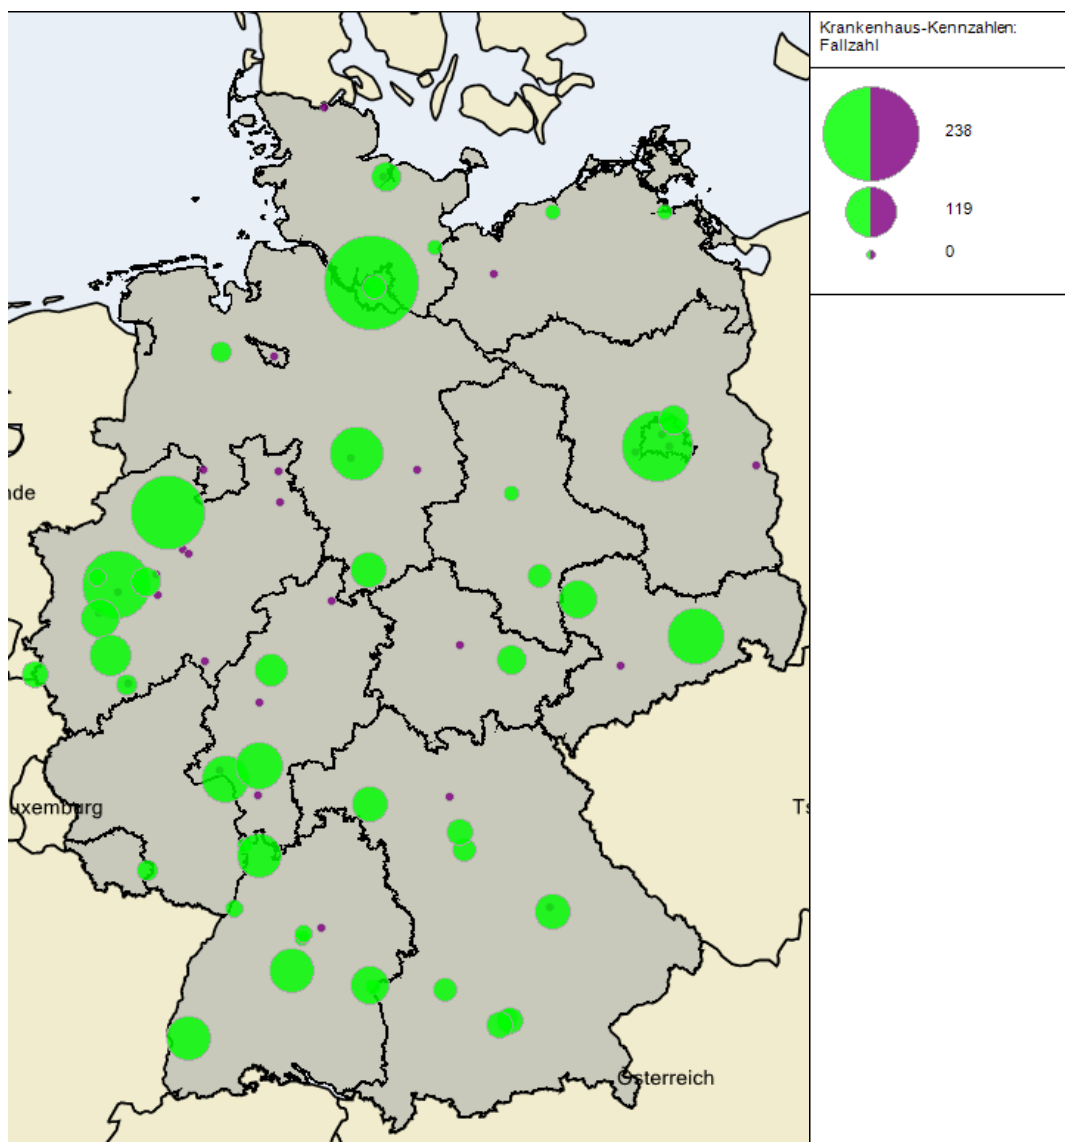 Krankenhaus-Kennzahlen:
Fallzahl
238
119
0
nde
uxemburg
Ts
Österreich